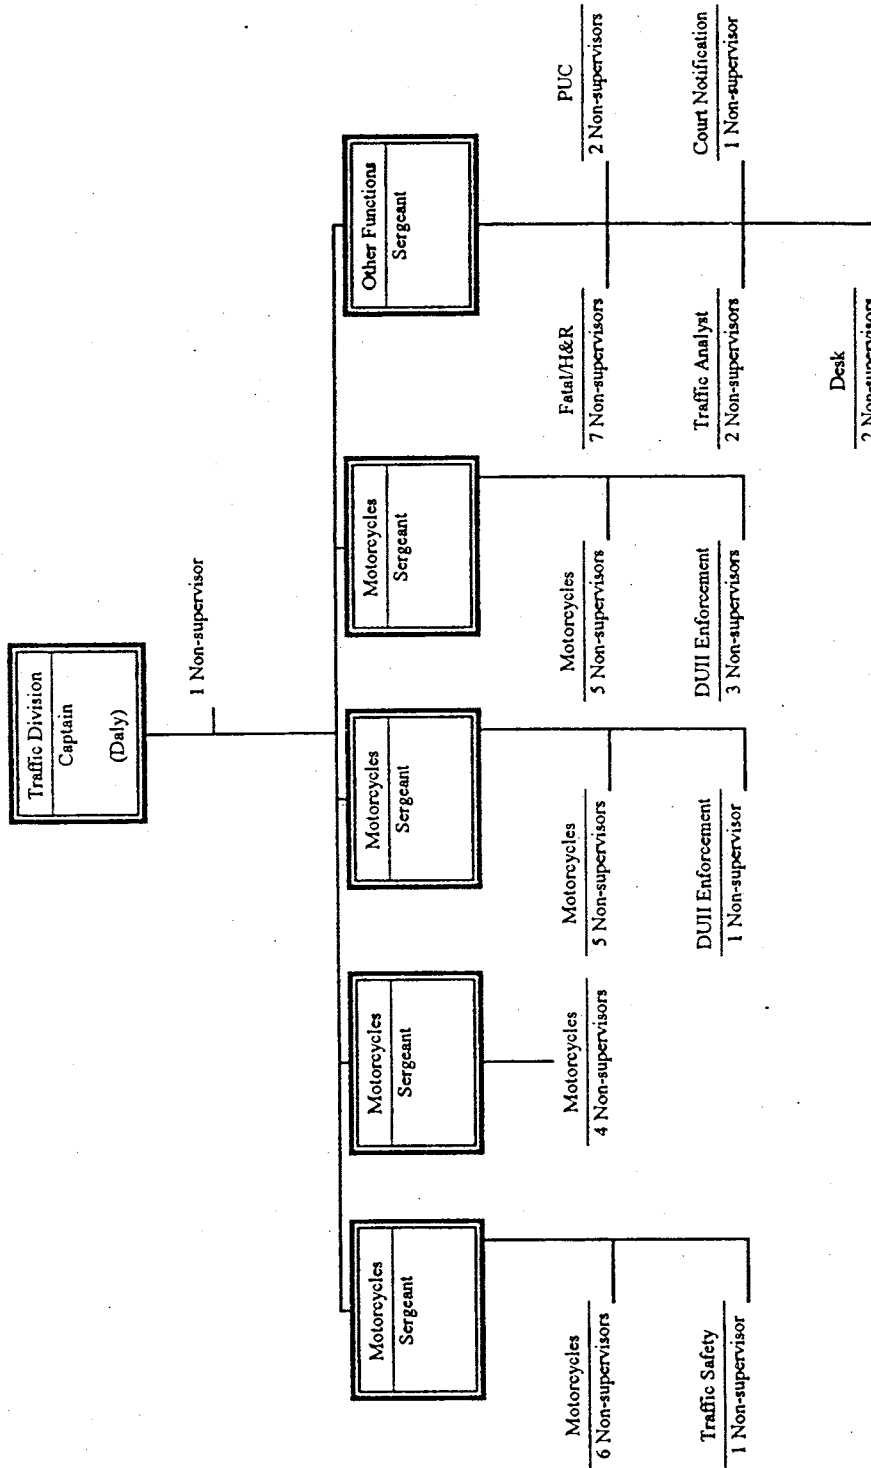 Traffic Division
Captain
(Daly)
1 Non-supervisor
Motorcycles
Sergeant
Motorcycles
6 Non-supervisors
Traffic Safety
1 Non-supervisor
Motorcycles
Sergeant
Motorcycles
4 Non-supervisors
Motorcycles
Sergeant
Motorcycles
5 Non-supervisors
DUII Enforcement
1 Non-supervisor
Motorcycles
Sergeant
Motorcycles
5 Non-supervisors
DUII Enforcement
3 Non-supervisors
Other Functions
Sergeant
Fatal/H&R
7 Non-supervisors
PUC
2 Non-supervisors
Traffic Analyst
2 Non-supervisors
Court Notification
1 Non-supervisor
Desk
2 Non-supervisors